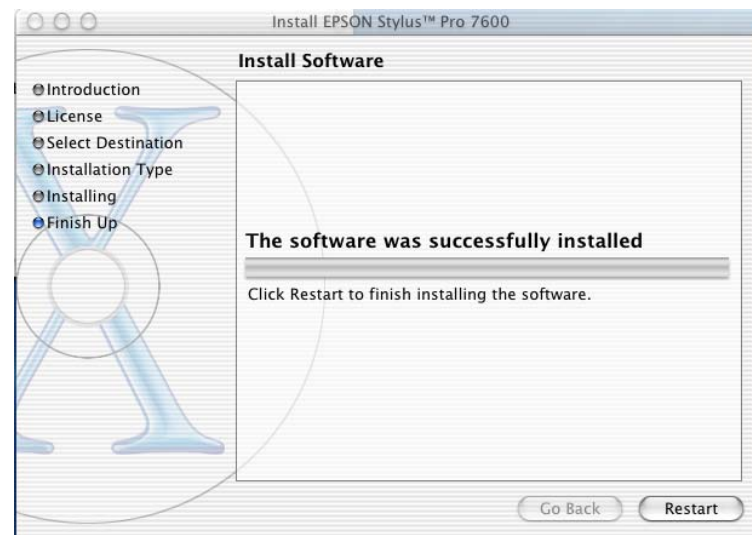 Install EPSON Stylus™ Pro 7600
Install Software
Introduction
License
Select Destination
Installation Type
Installing
Finish Up
The software was successfully installed
Click Restart to finish installing the software.
Go Back
Restart